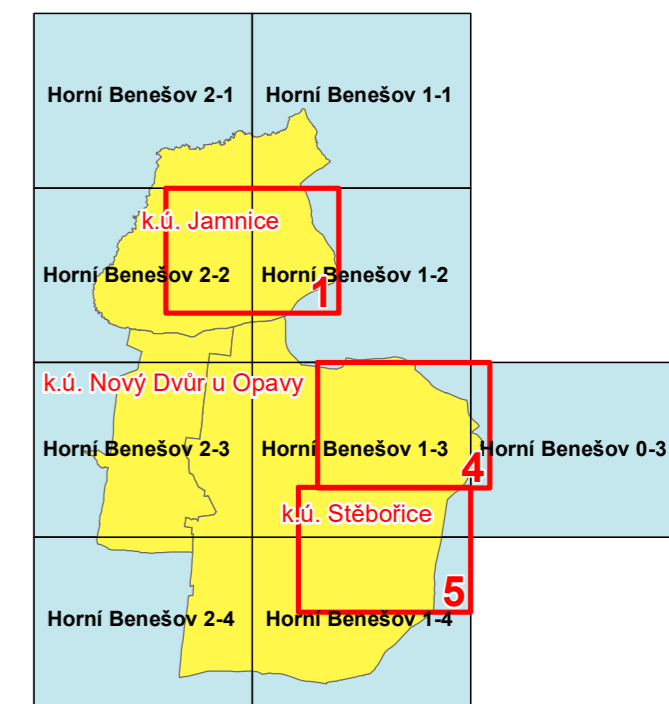 Horní Benešov 2-1
Horní Benešov 1-1
k.ú. Jamnice
Horní Benešov 2-2
Horní Benešov 1-2
1
k.ú. Nový Dvůr u Opavy
Horní Benešov 2-3
Horní Benešov 1-3
Horní Benešov 0-3
4
k.ú. Stěbořice
5
Horní Benešov 2-4
Horní Benešov 1-4